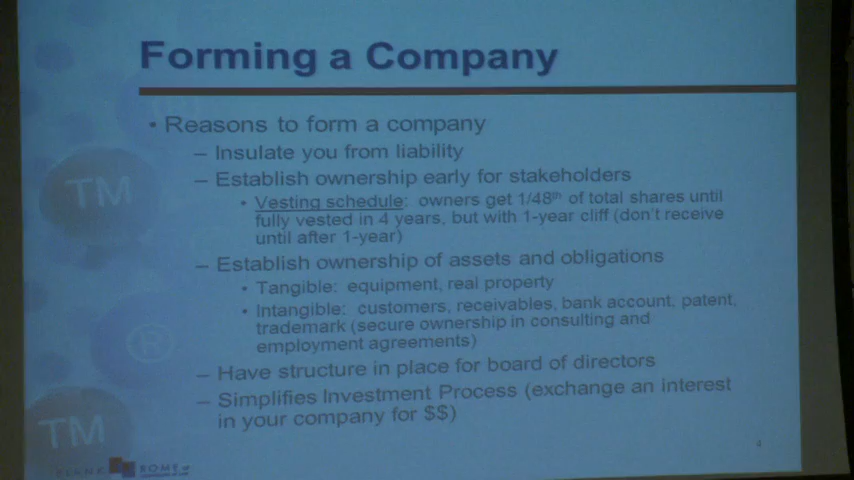 Forming a Company
• Reasons to form a company
– Insulate you from liability
– Establish ownership early for stakeholders
• Vesting schedule: owners get 1/48th of total shares until
fully vested in 4 years, but with 1-year cliff (don't receive
until after 1-year)
– Establish ownership of assets and obligations
• Tangible: equipment, real property
• Intangible: customers, receivables, bank account, patent,
trademark (secure ownership in consulting and
employment agreements)
– Have structure in place for board of directors
– Simplifies Investment Process (exchange an interest
in your company for $$)
TM
®
TM
4